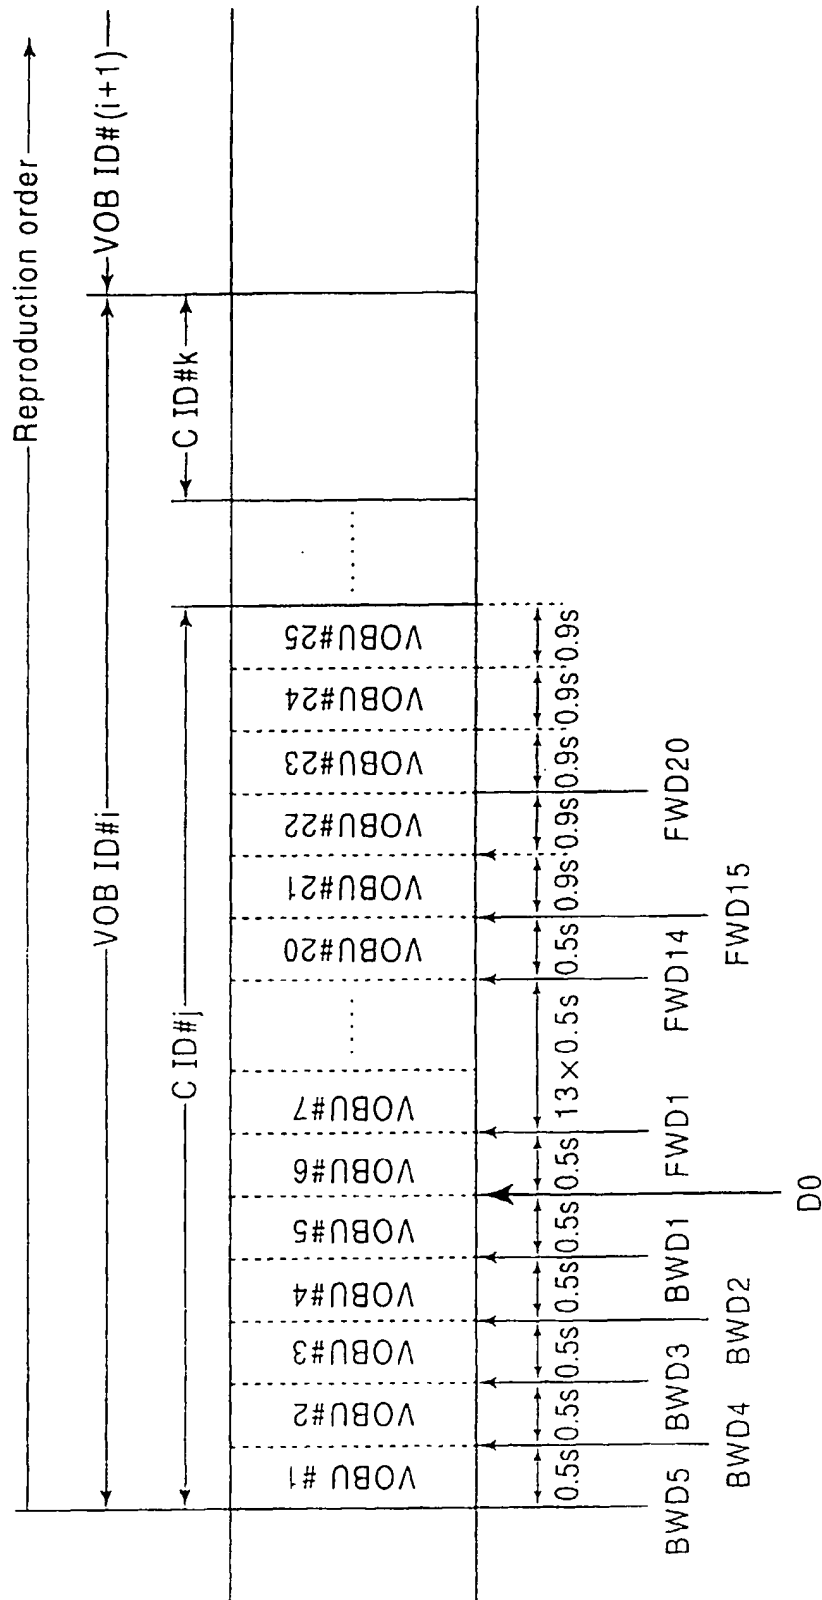 Reproduction order
VOB ID#i
VOB ID#(i+1)
C ID#j
C ID#k
VOBU #1
VOBU#2
VOBU#3
VOBU#4
VOBU#5
VOBU#6
VOBU#7
........
VOBU#20
VOBU#21
VOBU#22
VOBU#23
VOBU#24
VOBU#25
........
0.5s
0.5s
0.5s
0.5s
0.5s
0.5s
13×0.5s
0.5s
0.9s
0.9s
0.9s
0.9s
0.9s
BWD5
BWD4
BWD3
BWD2
BWD1
D0
FWD1
FWD14
FWD15
FWD20